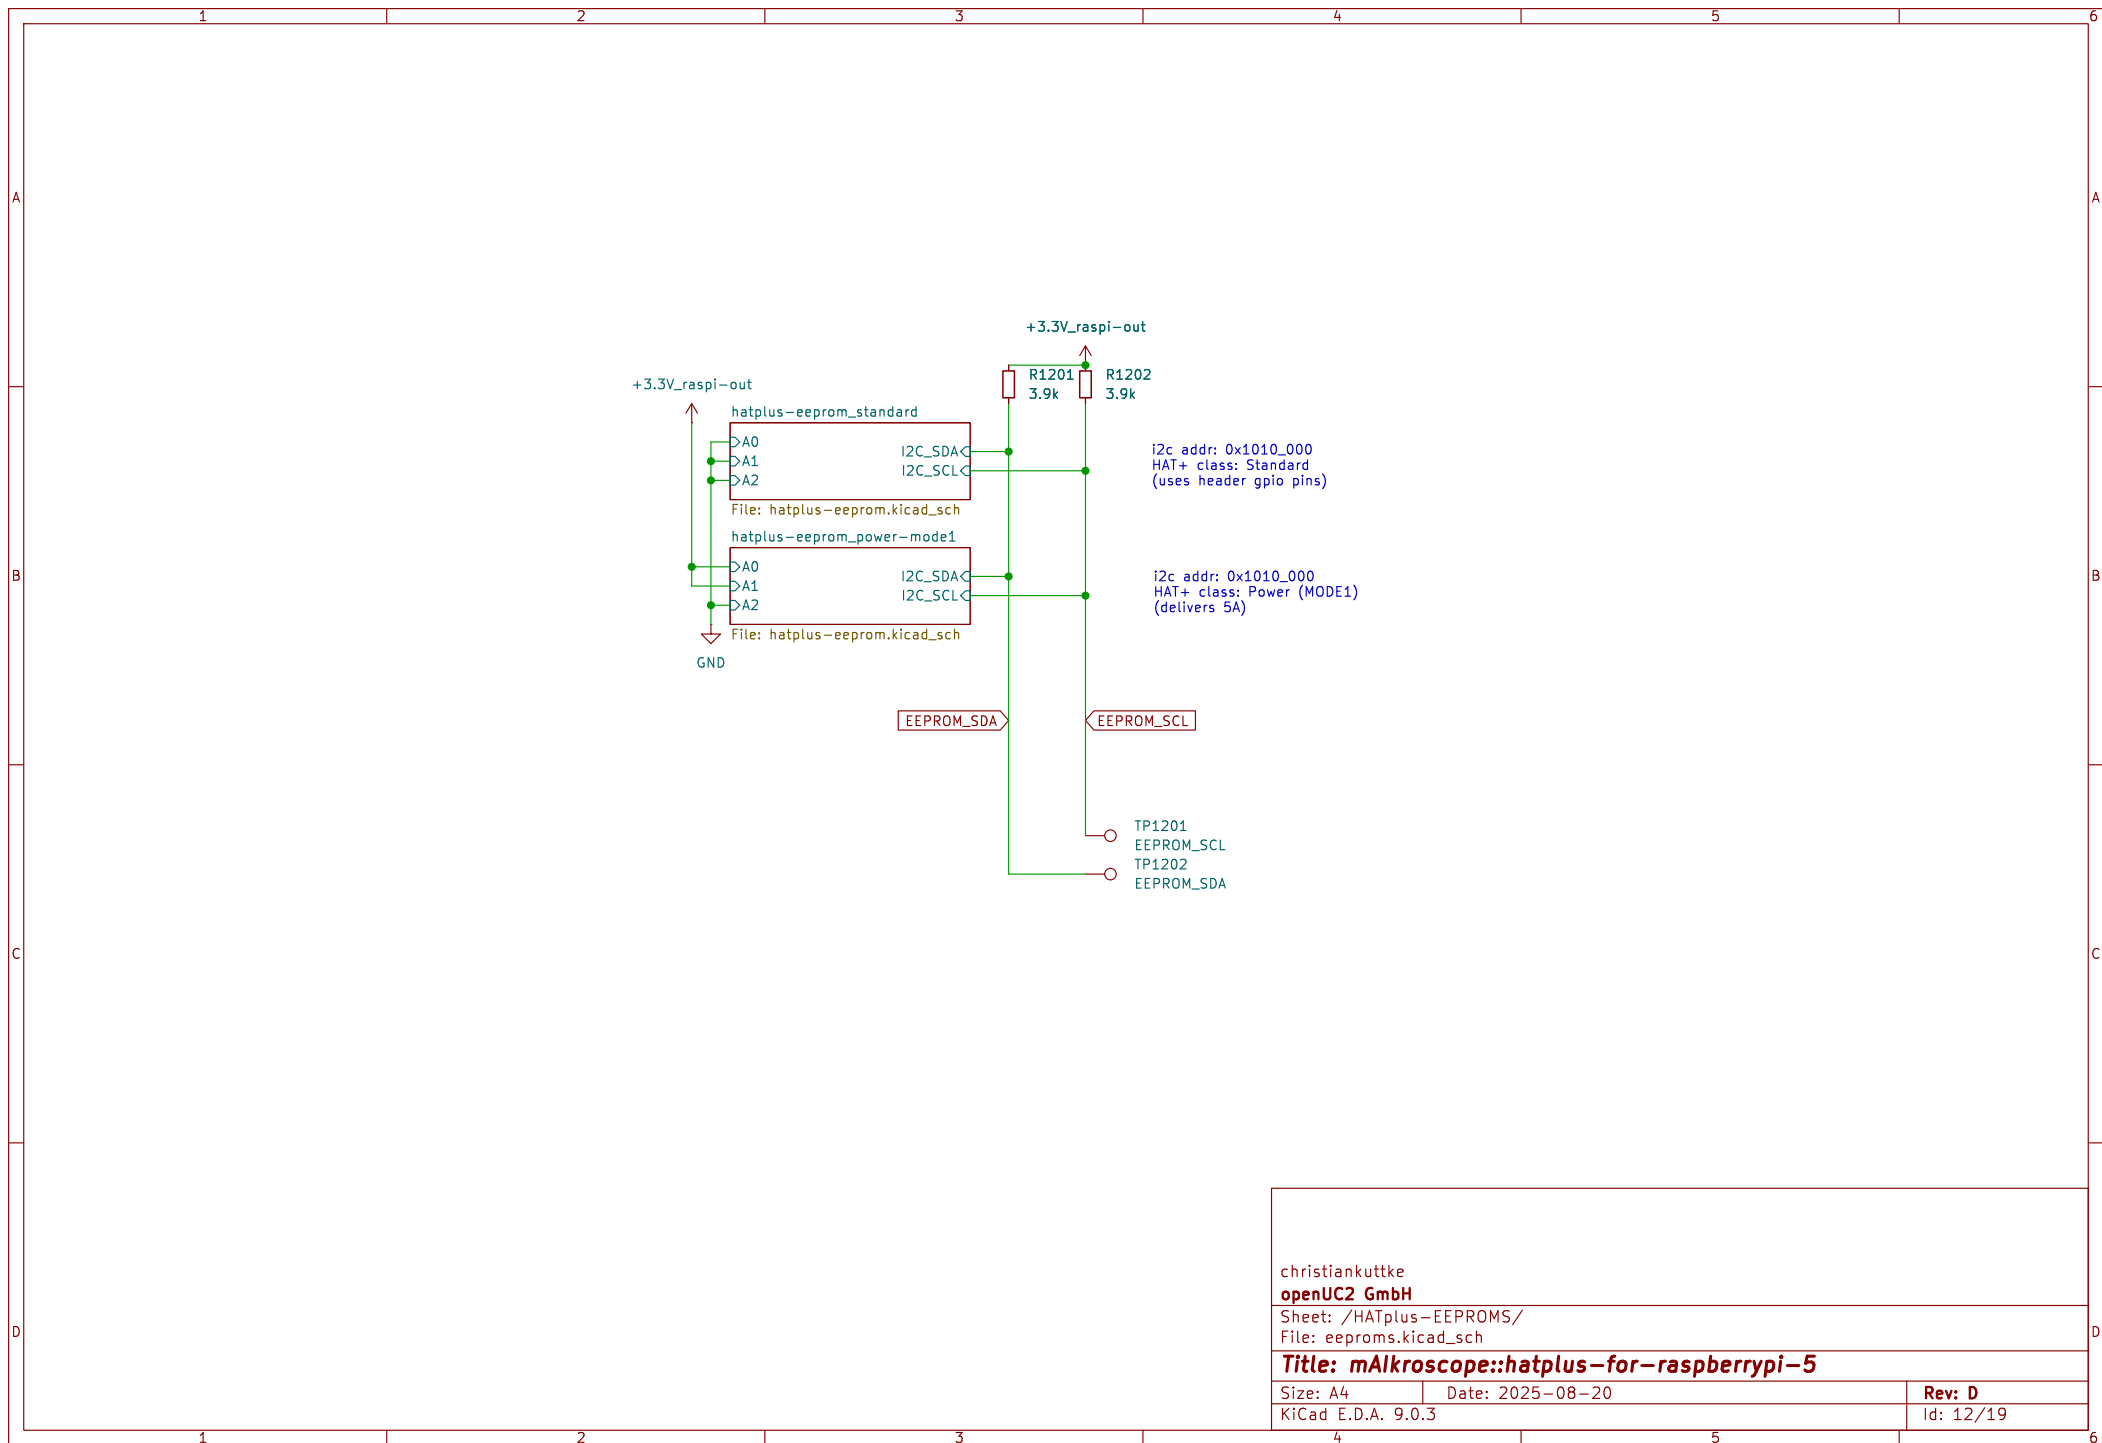 1 2 3 4 5 6
A A
B B
C C
D D
+3.3V_raspi-out
R1201
3.9k
R1202
3.9k
+3.3V_raspi-out
hatplus-eeprom_standard
A0
A1
A2
I2C_SDA
I2C_SCL
File: hatplus-eeprom.kicad_sch
i2c addr: 0x1010_000
HAT+ class: Standard
(uses header gpio pins)
hatplus-eeprom_power-mode1
A0
A1
A2
I2C_SDA
I2C_SCL
File: hatplus-eeprom.kicad_sch
i2c addr: 0x1010_000
HAT+ class: Power (MODE1)
(delivers 5A)
GND
EEPROM_SDA
EEPROM_SCL
TP1201
EEPROM_SCL
TP1202
EEPROM_SDA
christiankuttke
openUC2 GmbH
Sheet: /HATplus-EEPROMS/
File: eeproms.kicad_sch
Title: mAIkroscope::hatplus-for-raspberrypi-5
Size: A4 Date: 2025-08-20 Rev: D
KiCad E.D.A. 9.0.3 Id: 12/19
1 2 3 4 5 6